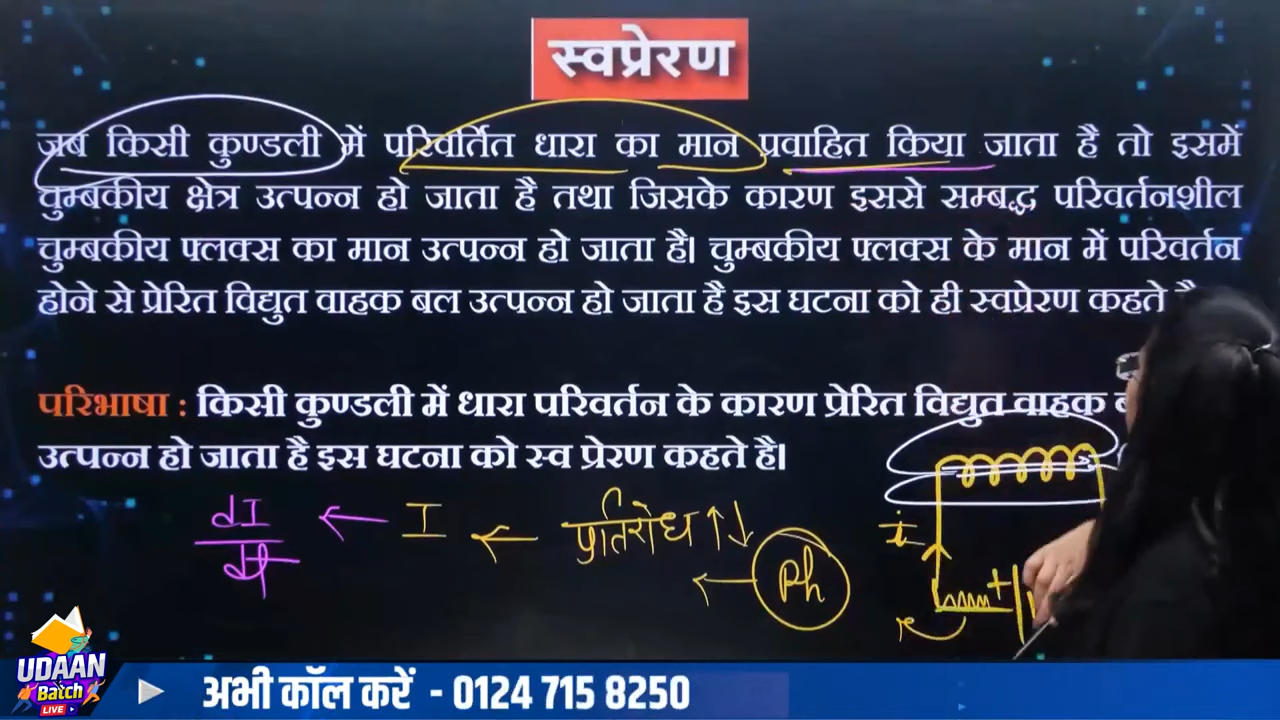 स्वप्रेरण
जब किसी कुण्डली में परिवर्तित धारा का मान प्रवाहित किया जाता है तो इसमें
चुम्बकीय क्षेत्र उत्पन्न हो जाता है तथा जिसके कारण इससे सम्बद्ध परिवर्तनशील
चुम्बकीय फ्लक्स का मान उत्पन्न हो जाता है। चुम्बकीय फ्लक्स के मान में परिवर्तन
होने से प्रेरित विद्युत वाहक बल उत्पन्न हो जाता है इस घटना को ही स्वप्रेरण कहते
परिभाषा : किसी कुण्डली में धारा परिवर्तन के कारण प्रेरित विद्युत वाहक
उत्पन्न हो जाता है इस घटना को स्व प्रेरण कहते है।
dI ← I ← प्रतिरोध ↑↓
← Rh
i
+
UDAAN
Batch
LIVE
अभी कॉल करें - 0124 715 8250